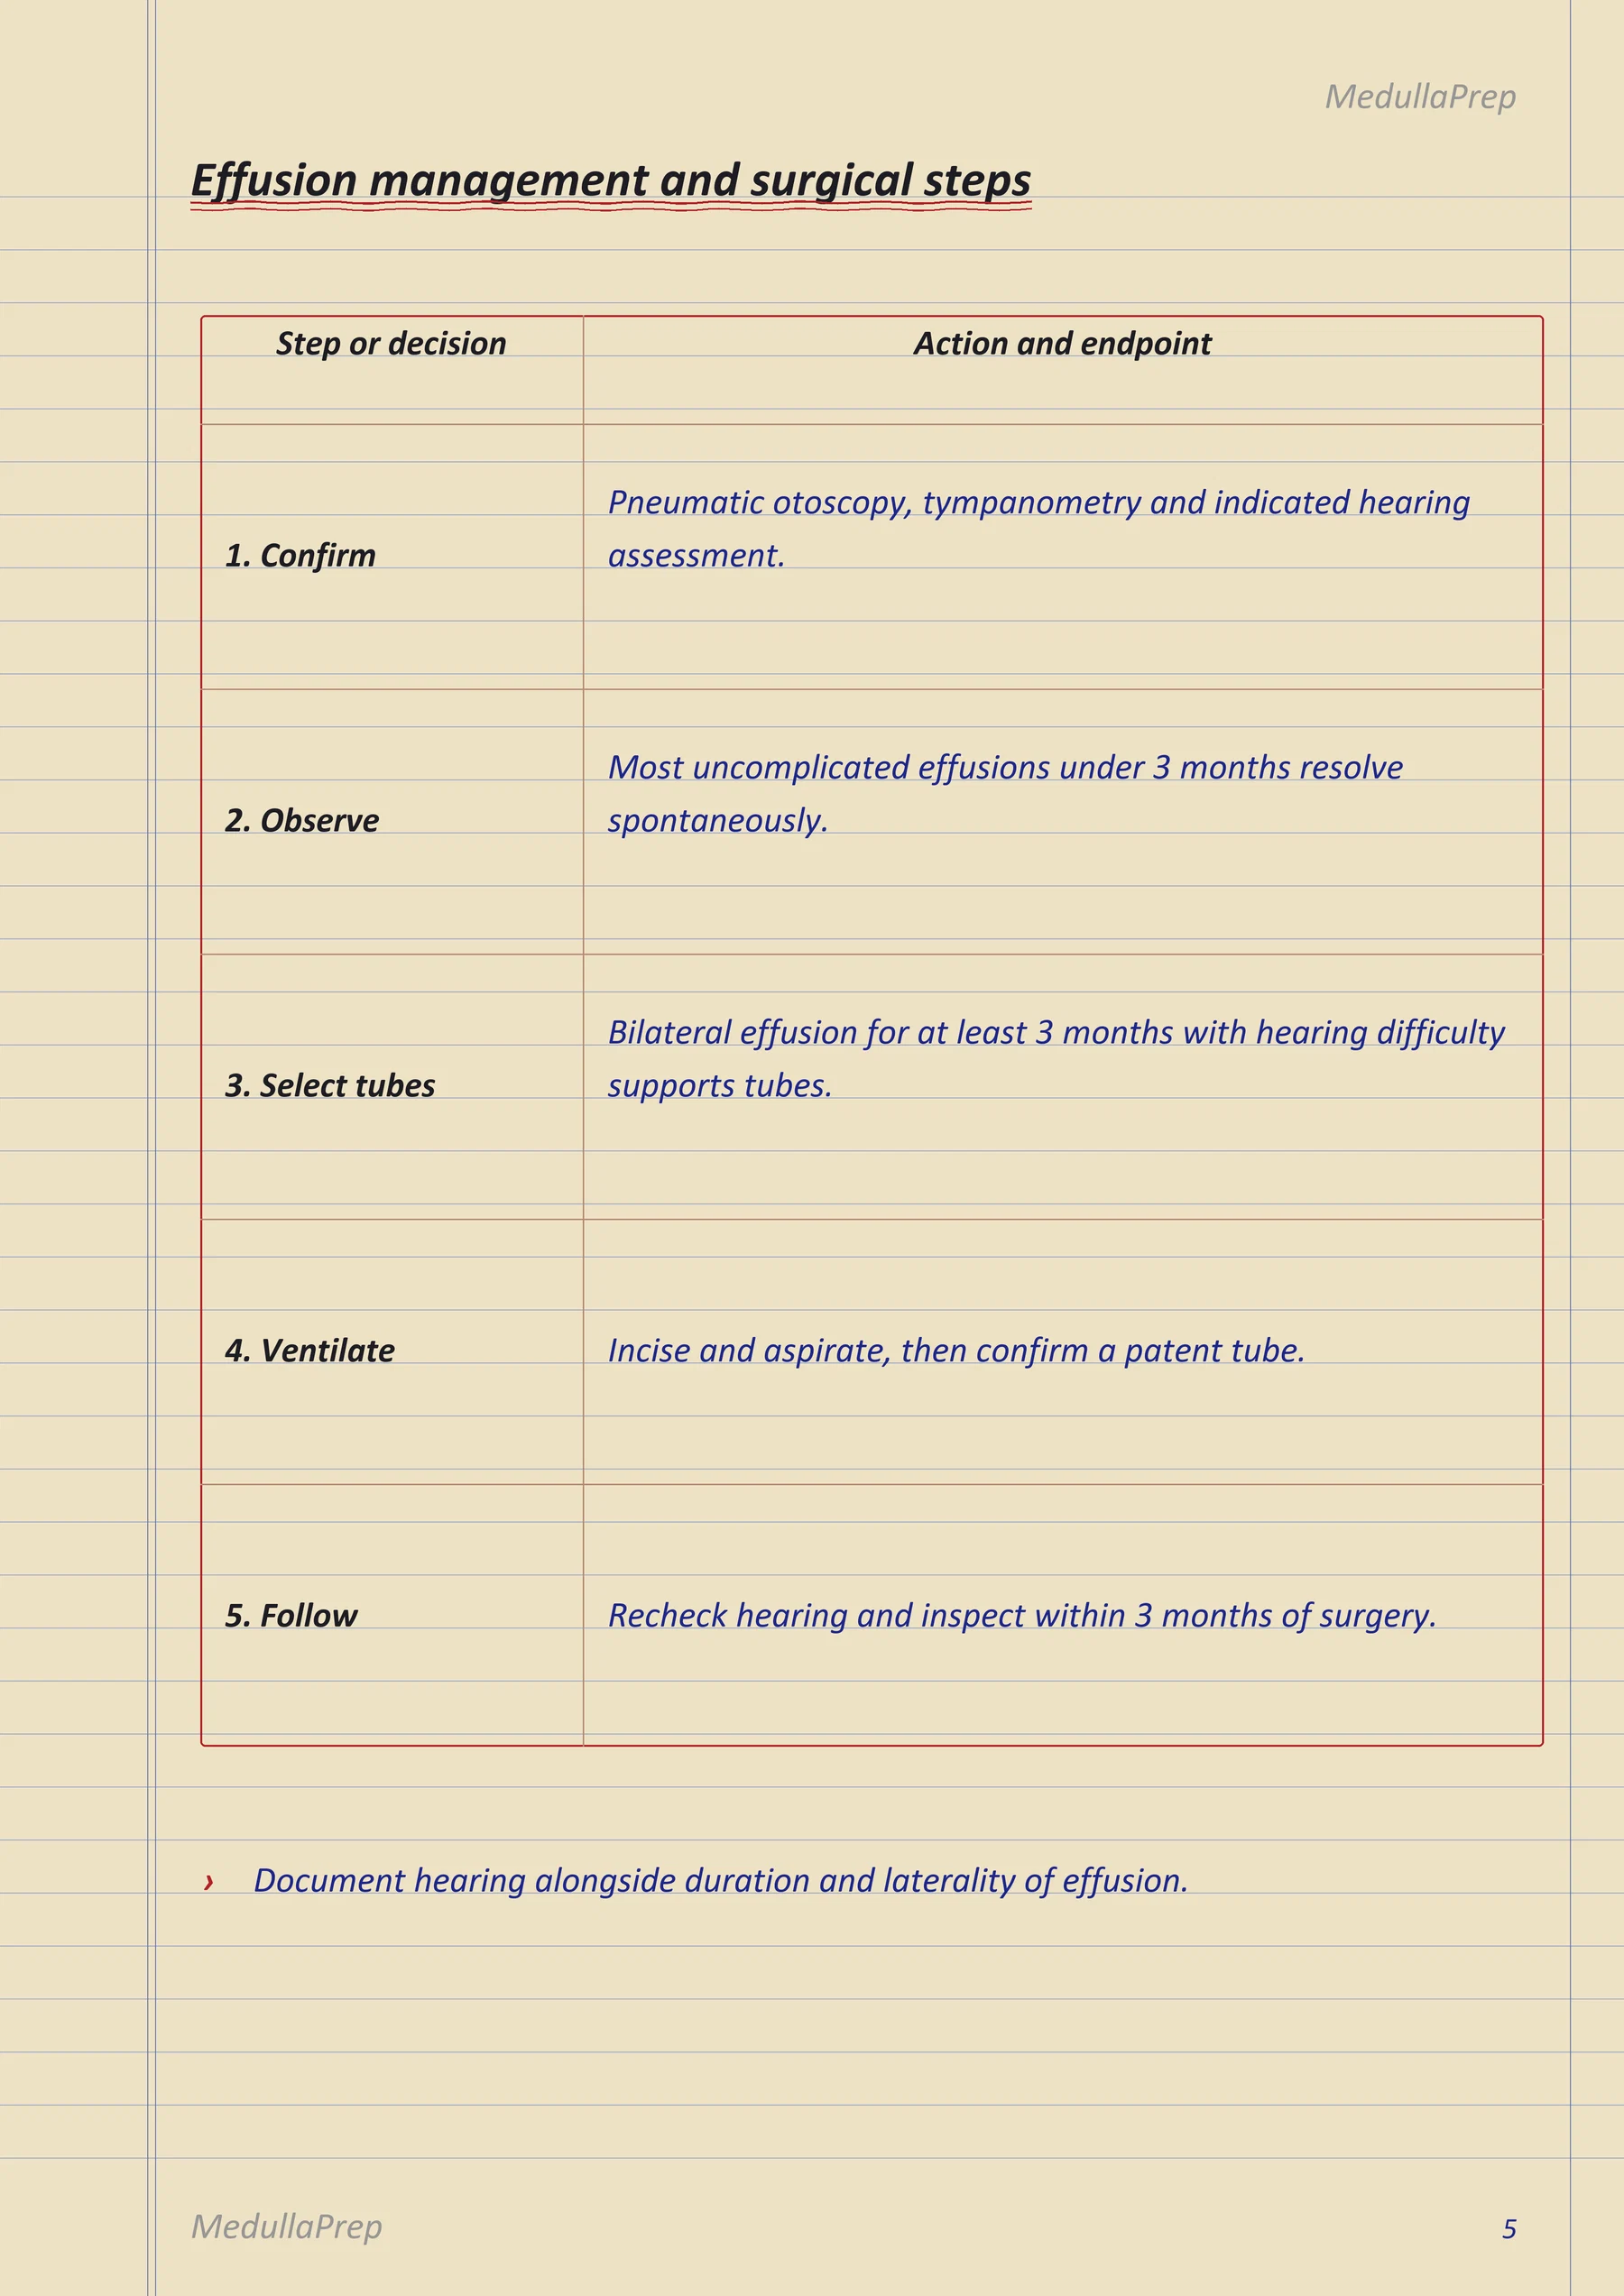 MedullaPrep
Effusion management and surgical steps
Step or decision
Action and endpoint
1. Confirm
Pneumatic otoscopy, tympanometry and indicated hearing
assessment.
2. Observe
Most uncomplicated effusions under 3 months resolve
spontaneously.
3. Select tubes
Bilateral effusion for at least 3 months with hearing difficulty
supports tubes.
4. Ventilate
Incise and aspirate, then confirm a patent tube.
5. Follow
Recheck hearing and inspect within 3 months of surgery.
› Document hearing alongside duration and laterality of effusion.
MedullaPrep
5